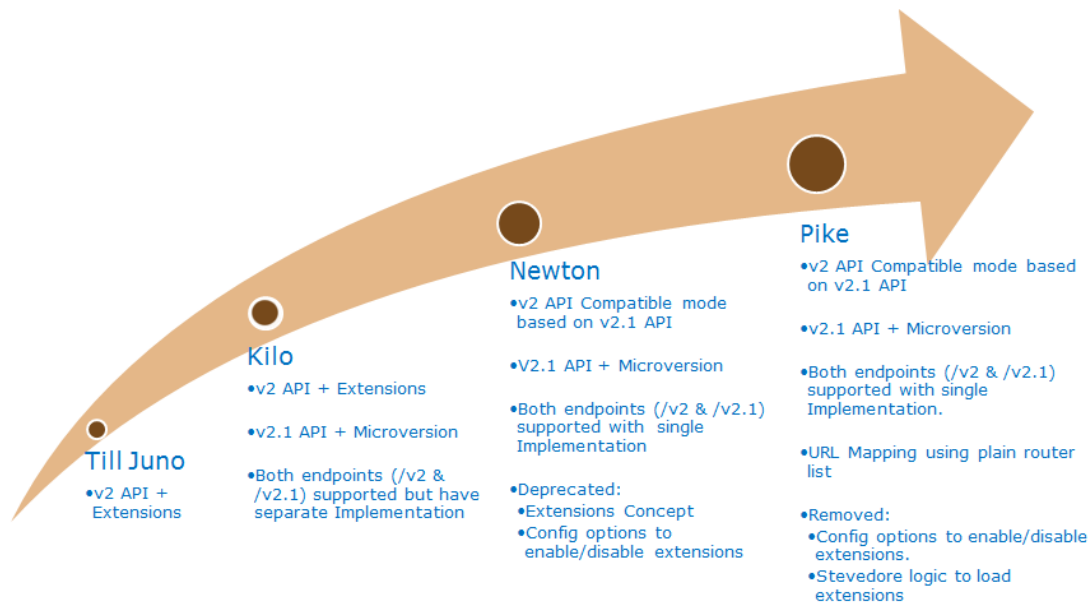 Till Juno
•v2 API +
Extensions
Kilo
•v2 API + Extensions
•v2.1 API + Microversion
•Both endpoints (/v2 &
/v2.1) supported but have
separate Implementation
Newton
•v2 API Compatible mode
based on v2.1 API
•V2.1 API + Microversion
•Both endpoints (/v2 & /v2.1)
supported with single
Implementation
•Deprecated:
•Extensions Concept
•Config options to
enable/disable extensions
Pike
•v2 API Compatible mode based
on v2.1 API
•v2.1 API + Microversion
•Both endpoints (/v2 & /v2.1)
supported with single
Implementation.
•URL Mapping using plain router
list
•Removed:
•Config options to enable/disable
extensions.
•Stevedore logic to load
extensions